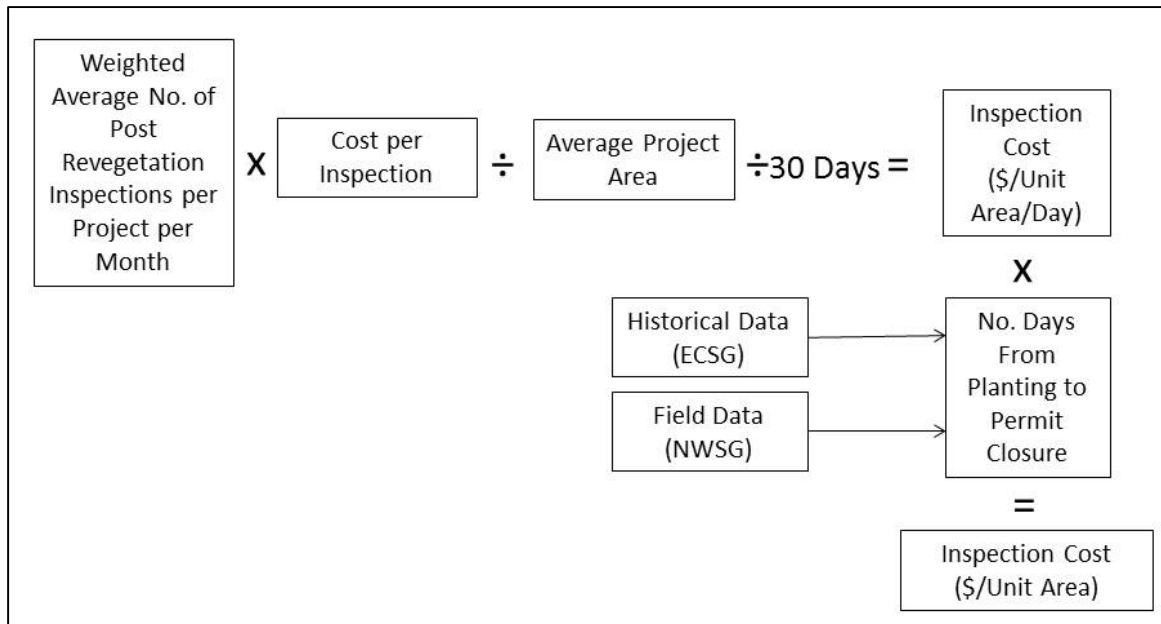 Weighted
Average No. of
Post
Revegetation
Inspections per
Project per
Month
X
Cost per
Inspection
÷
Average Project
Area
÷30 Days =
Inspection
Cost
($/Unit
Area/Day)
X
Historical Data
(ECSG)
Field Data
(NWSG)
No. Days
From
Planting to
Permit
Closure
=
Inspection Cost
($/Unit Area)